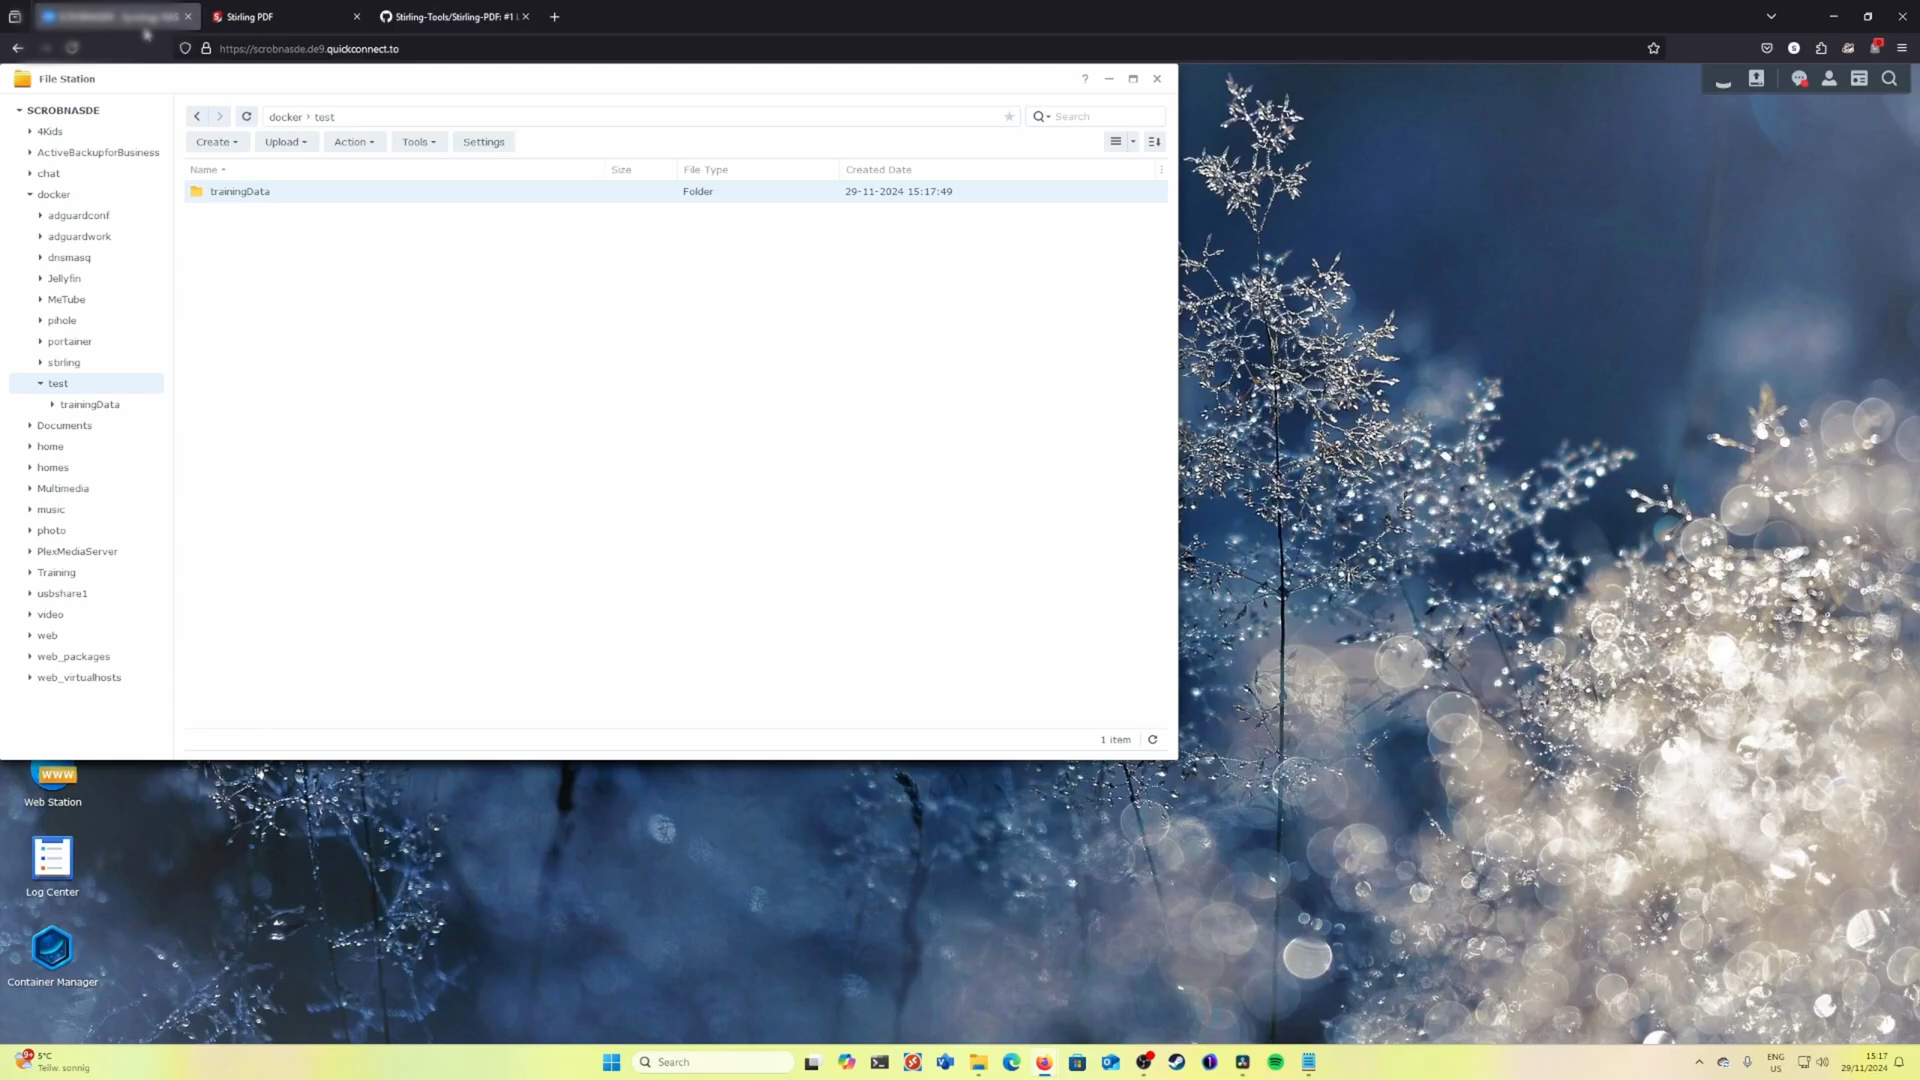 Stirling PDF
Stirling-Tools/Stirling-PDF: #1
https://scrobnasde.de9.quickconnect.to
File Station
SCROBNASDE
4Kids
ActiveBackupforBusiness
chat
docker
adguardconf
adguardwork
dnsmasq
Jellyfin
MeTube
pihole
portainer
stirling
test
trainingData
Documents
home
homes
Multimedia
music
photo
PlexMediaServer
Training
usbshare1
video
web
web_packages
web_virtualhosts
docker › test
Search
Create Upload Action Tools Settings
Name Size File Type Created Date
trainingData Folder 29-11-2024 15:17:49
1 item
WWW
Web Station
Log Center
Container Manager
5°C
Teilw. sonnig
Search
ENG
US
15:17
29/11/2024